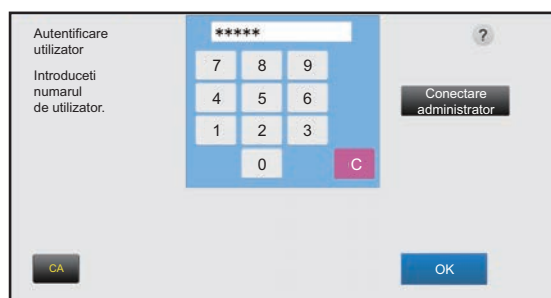 Autentificare
utilizator
Introduceti
numarul
de utilizator.
*****
7 8 9
4 5 6
1 2 3
0 C
?
Conectare
administrator
CA
OK